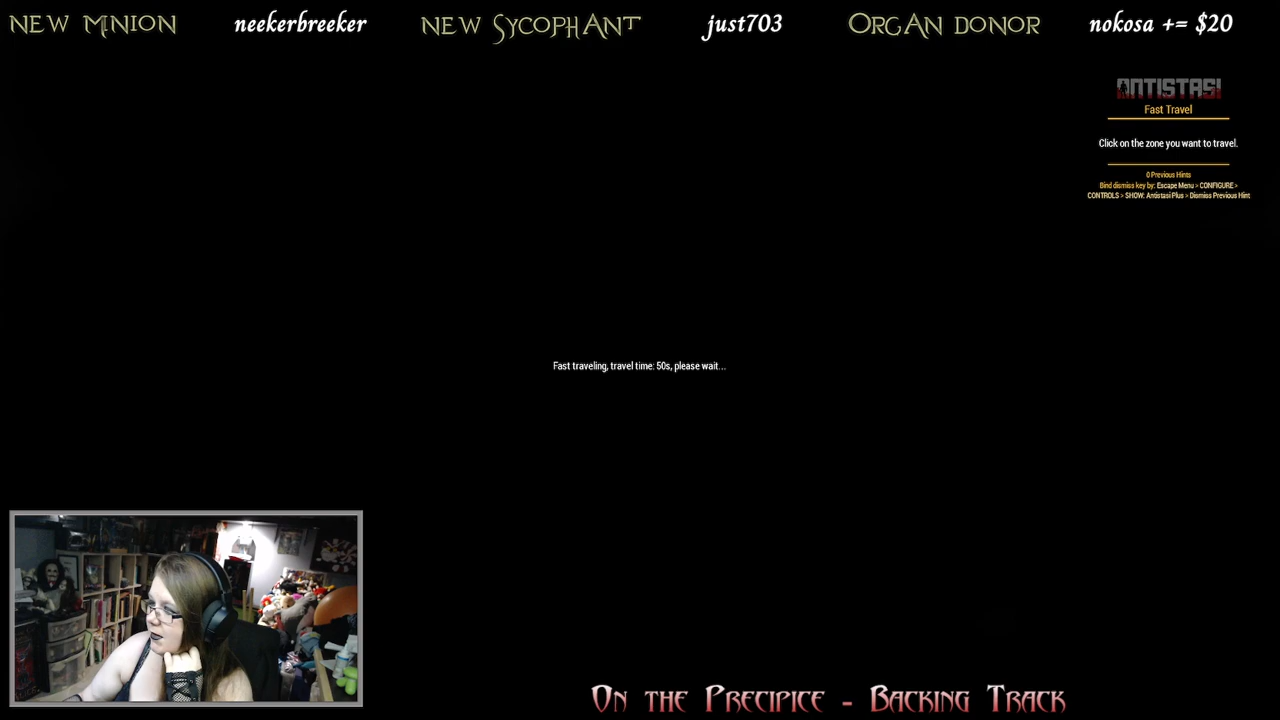 NEW MINION neekerbreeker NEW SYCOPHANT just703 ORGAN DONOR nokosa += $20
ANTISTASI
Fast Travel
Click on the zone you want to travel.
0 Previous Hints
Bind dismiss key by: Escape Menu > CONFIGURE >
CONTROLS > SHOW: Antistasi Plus > Dismiss Previous Hint
Fast traveling, travel time: 50s, please wait...
ON THE PRECIPICE - BACKING TRACK